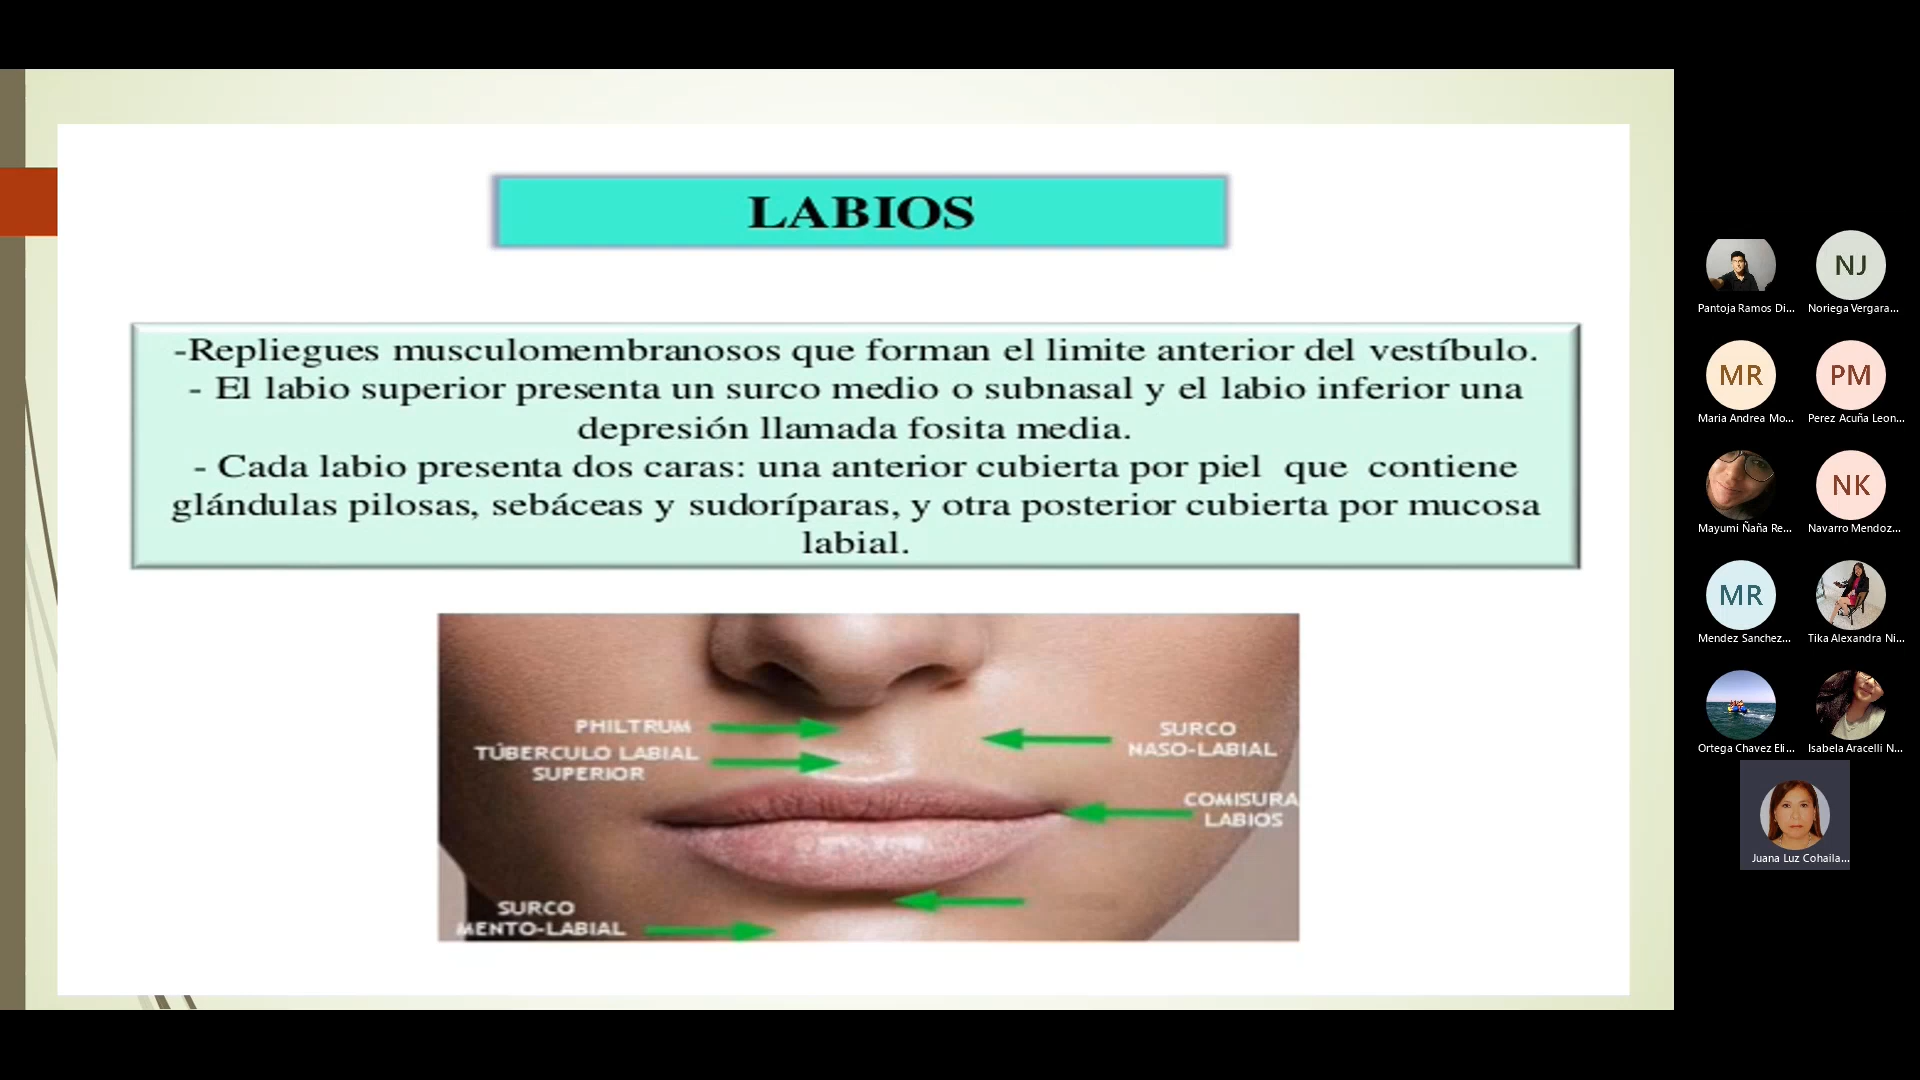 LABIOS
-Repliegues musculomembranosos que forman el limite anterior del vestíbulo.
- El labio superior presenta un surco medio o subnasal y el labio inferior una
depresión llamada fosita media.
- Cada labio presenta dos caras: una anterior cubierta por piel que contiene
glándulas pilosas, sebáceas y sudoríparas, y otra posterior cubierta por mucosa
labial.
PHILTRUM
TÚBERCULO LABIAL
SUPERIOR
SURCO
NASO-LABIAL
COMISURA
LABIOS
SURCO
MENTO-LABIAL
NJ
Pantoja Ramos Di...
Noriega Vergara...
MR
PM
Maria Andrea Mo...
Perez Acuña Leon...
NK
Mayumi Ñaña Re...
Navarro Mendoz...
MR
Mendez Sanchez...
Tika Alexandra Ni...
Ortega Chavez Eli...
Isabela Aracelli N...
Juana Luz Cohaila...